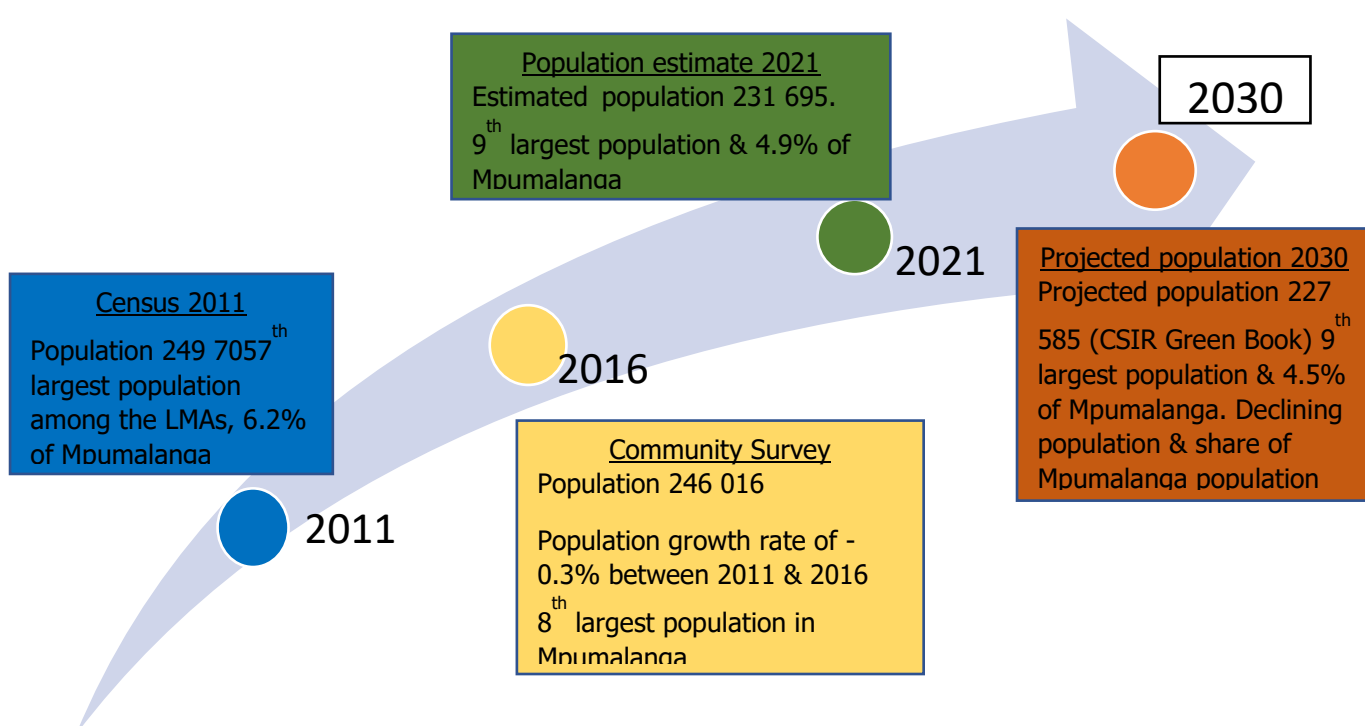 Population estimate 2021
Estimated population 231 695.
9th largest population & 4.9% of
Mpumalanga
2030
2021
Projected population 2030
Projected population 227
585 (CSIR Green Book) 9th
largest population & 4.5%
of Mpumalanga. Declining
population & share of
Mpumalanga population
Census 2011
Population 249 7057th
largest population
among the LMAs, 6.2%
of Mpumalanga
2016
Community Survey
Population 246 016
Population growth rate of -
0.3% between 2011 & 2016
8th largest population in
Mpumalanga
2011